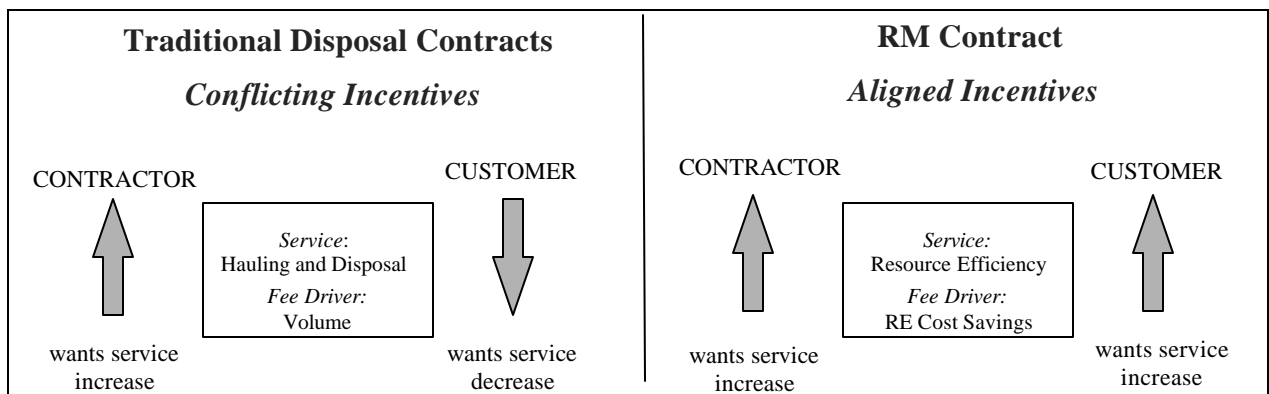 Traditional Disposal Contracts
Conflicting Incentives
CONTRACTOR
CUSTOMER
Service:
Hauling and Disposal
Fee Driver:
Volume
wants service
increase
wants service
decrease
RM Contract
Aligned Incentives
CONTRACTOR
CUSTOMER
Service:
Resource Efficiency
Fee Driver:
RE Cost Savings
wants service
increase
wants service
increase